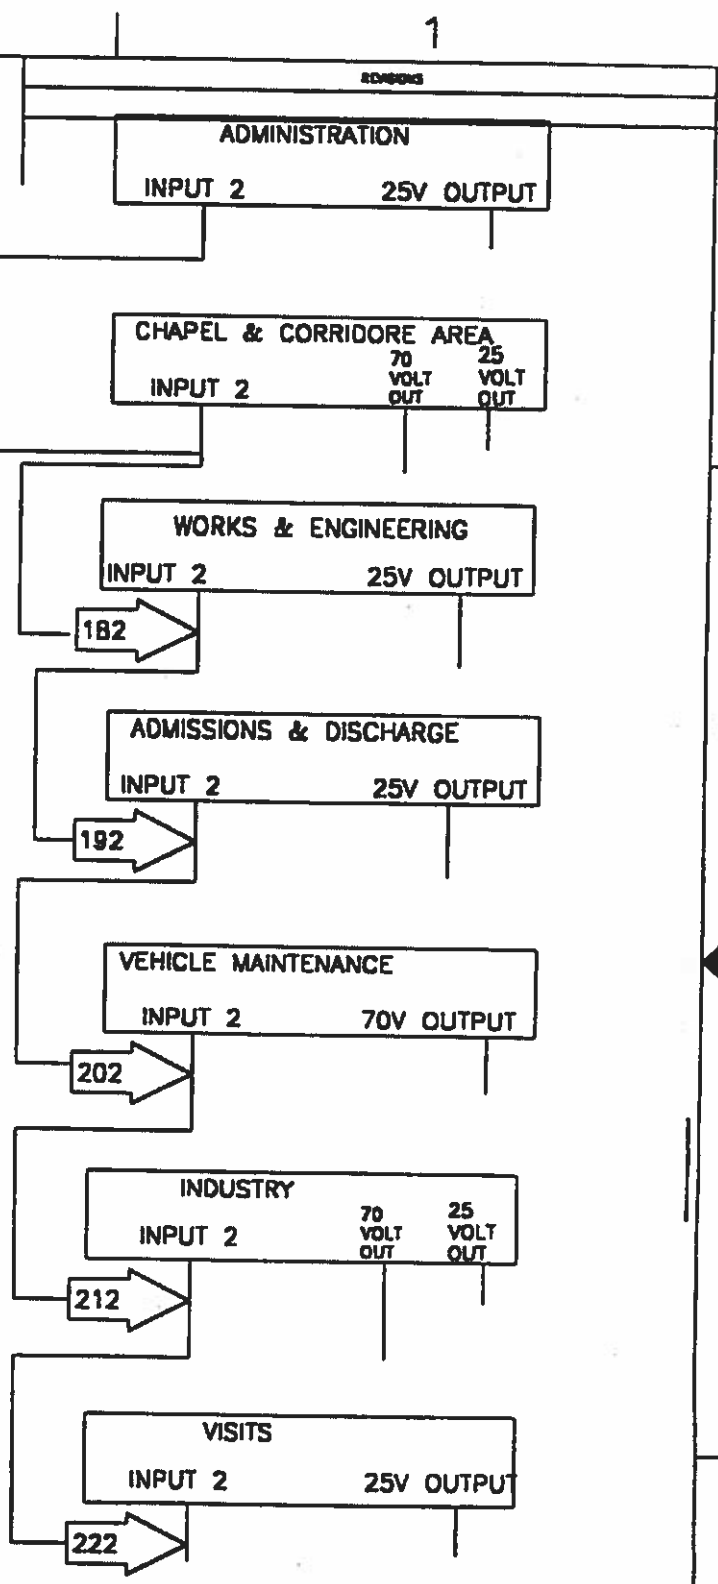 1
REVISIONS
ADMINISTRATION
INPUT 2 25V OUTPUT
CHAPEL & CORRIDORE AREA
INPUT 2
70
VOLT
OUT
25
VOLT
OUT
WORKS & ENGINEERING
INPUT 2 25V OUTPUT
182
ADMISSIONS & DISCHARGE
INPUT 2 25V OUTPUT
192
VEHICLE MAINTENANCE
INPUT 2 70V OUTPUT
202
INDUSTRY
INPUT 2
70
VOLT
OUT
25
VOLT
OUT
212
VISITS
INPUT 2 25V OUTPUT
222